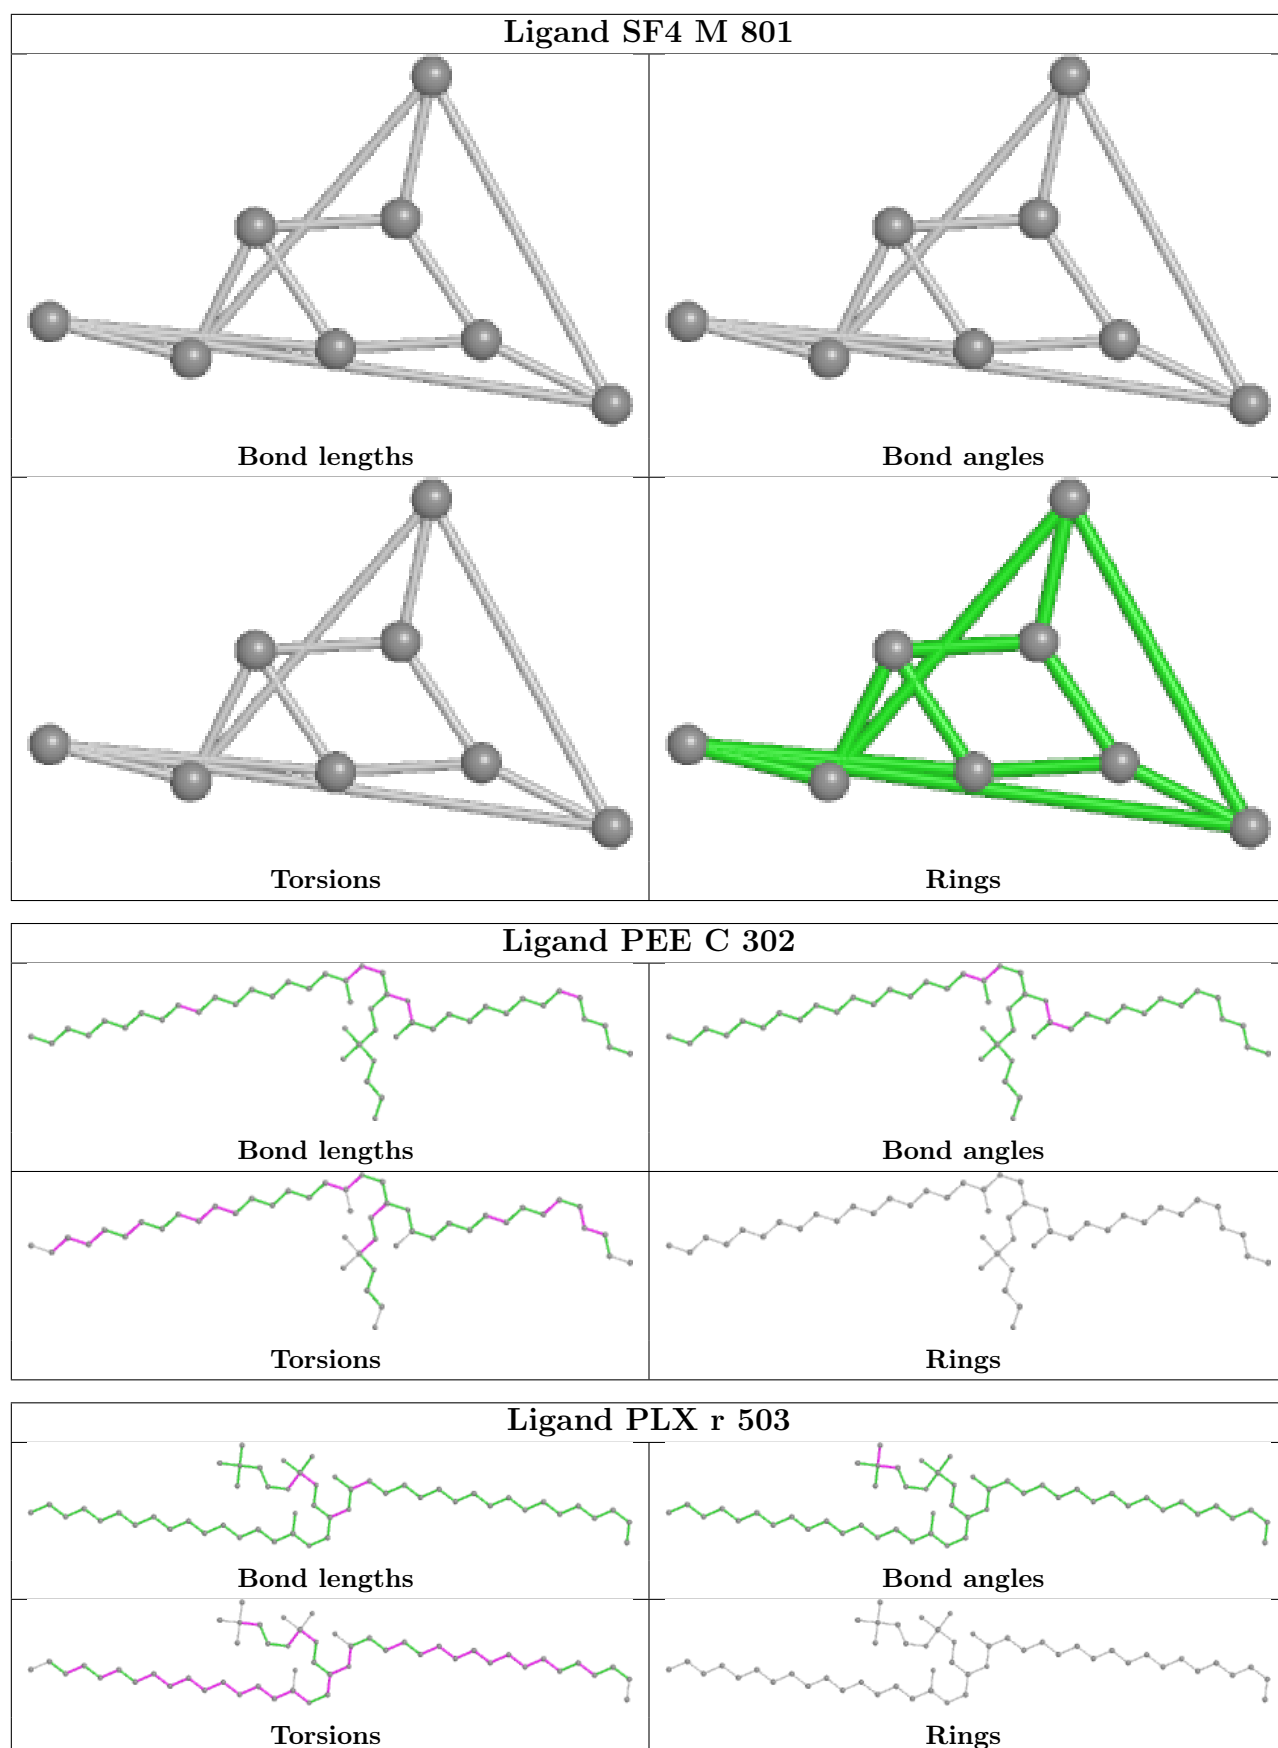 Ligand SF4 M 801
Bond lengths
Bond angles
Torsions
Rings
Ligand PEE C 302
Bond lengths
Bond angles
Torsions
Rings
Ligand PLX r 503
Bond lengths
Bond angles
Torsions
Rings